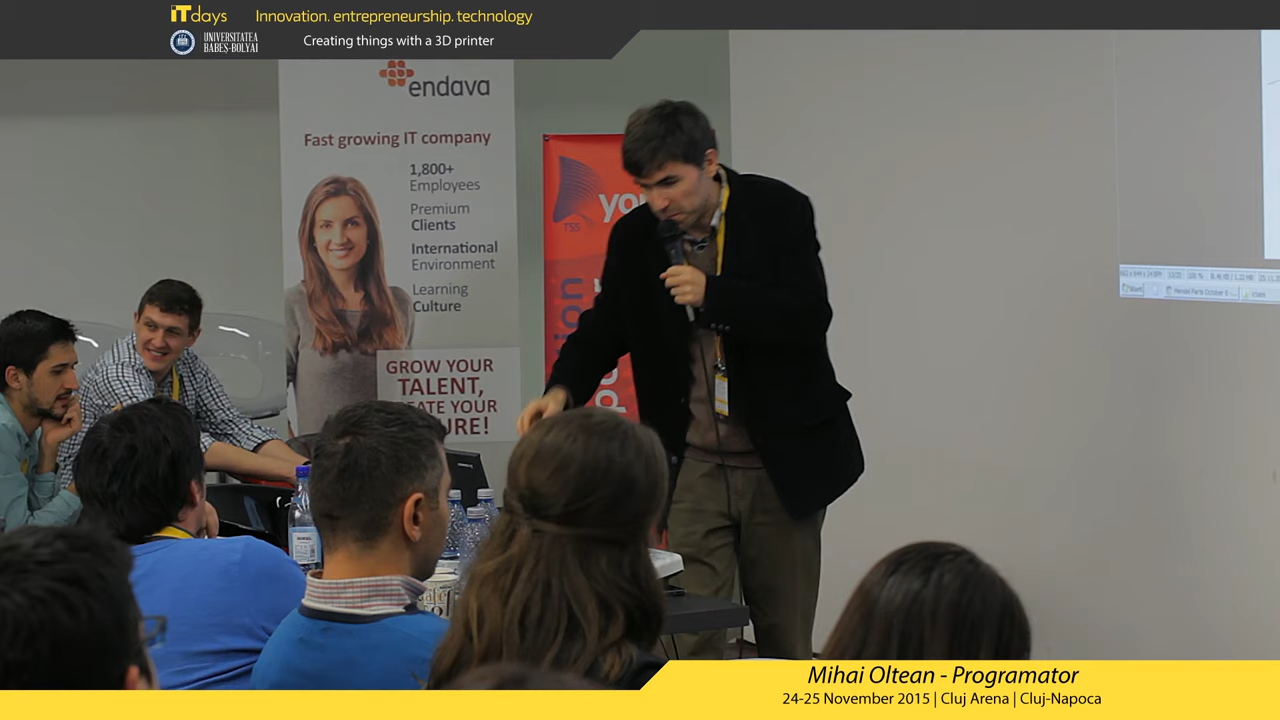 ITdays
Innovation. entrepreneurship. technology
UNIVERSITATEA
BABEȘ-BOLYAI
Creating things with a 3D printer
endava
Fast growing IT company
1,800+
Employees
Premium
Clients
International
Environment
Learning
Culture
GROW YOUR
TALENT,
YOUR
TSS
Mihai Oltean - Programator
24-25 November 2015 | Cluj Arena | Cluj-Napoca